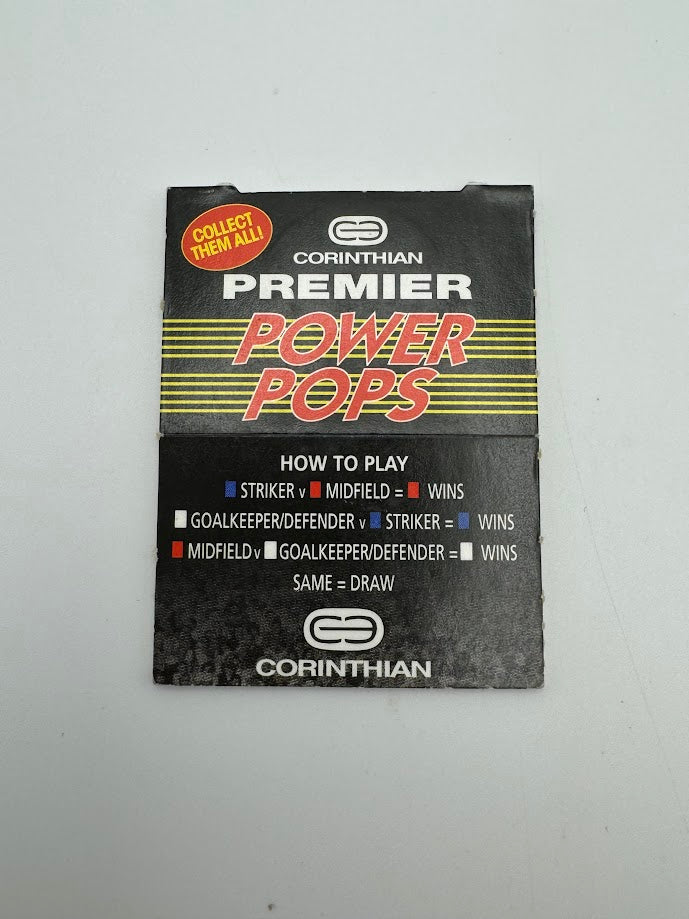 COLLECT
THEM ALL!
CORINTHIAN
PREMIER
POWER
POPS
HOW TO PLAY
STRIKER v MIDFIELD = WINS
GOALKEEPER/DEFENDER v STRIKER = WINS
MIDFIELD v GOALKEEPER/DEFENDER = WINS
SAME = DRAW
CORINTHIAN